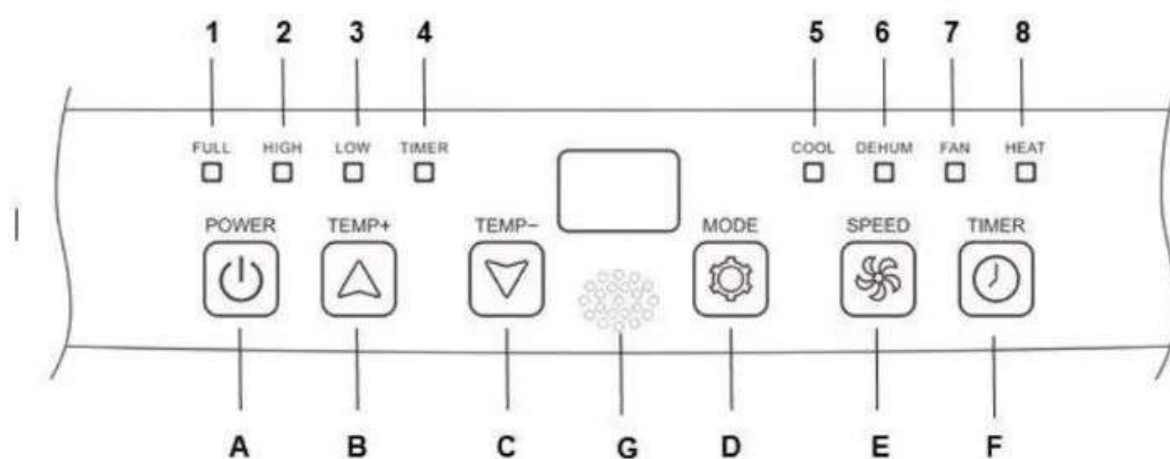 1 2 3 4 5 6 7 8
FULL HIGH LOW TIMER COOL DEHUM FAN HEAT
POWER TEMP+ TEMP− MODE SPEED TIMER
A B C G D E F